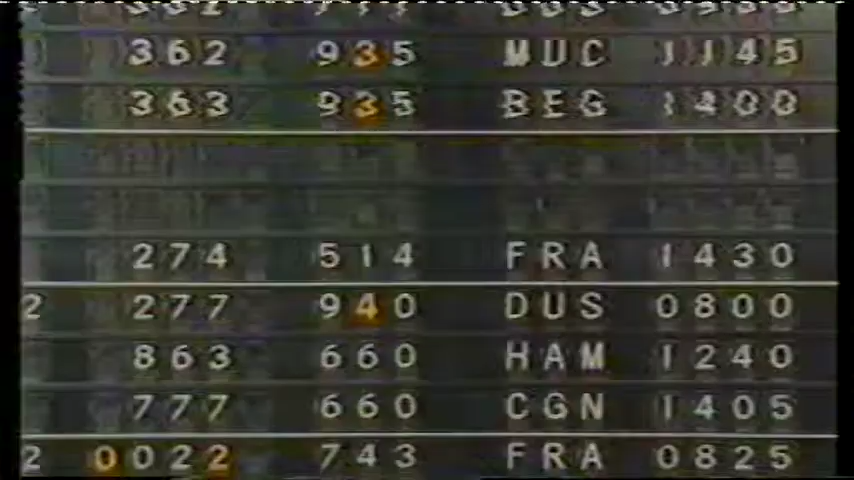 362 935 MUC 1145
363 935 BEG 1400
274 514 FRA 1430
2 277 940 DUS 0800
863 660 HAM 1240
777 660 CGN 1405
2 0022 743 FRA 0825